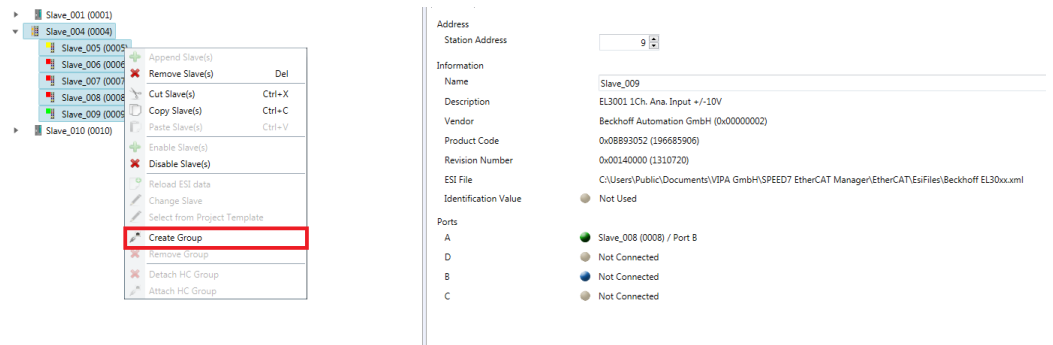 Slave_001 (0001)
Slave_004 (0004)
Slave_005 (0005)
Slave_006 (0006
Slave_007 (0007
Slave_008 (0008
Slave_009 (0009
Slave_010 (0010)
Append Slave(s)
Remove Slave(s) Del
Cut Slave(s) Ctrl+X
Copy Slave(s) Ctrl+C
Paste Slave(s) Ctrl+V
Enable Slave(s)
Disable Slave(s)
Reload ESI data
Change Slave
Select from Project Template
Create Group
Remove Group
Detach HC Group
Attach HC Group
Address
Station Address 9
Information
Name Slave_009
Description EL3001 1Ch. Ana. Input +/-10V
Vendor Beckhoff Automation GmbH (0x00000002)
Product Code 0x0BB93052 (196685906)
Revision Number 0x00140000 (1310720)
ESI File C:\Users\Public\Documents\VIPA GmbH\SPEED7 EtherCAT Manager\EtherCAT\EsiFiles\Beckhoff EL30xx.xml
Identification Value Not Used
Ports
A Slave_008 (0008) / Port B
D Not Connected
B Not Connected
C Not Connected